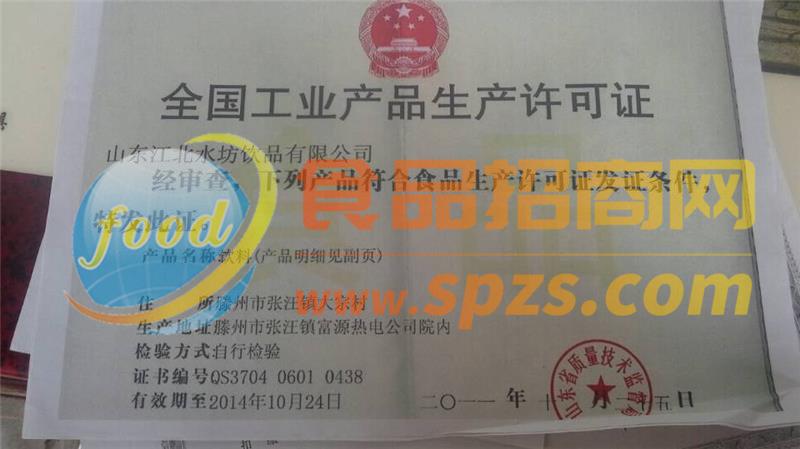 全国工业产品生产许可证
山东江北水坊饮品有限公司
经审查，下列产品符合食品生产许可证发证条件，
特发此证。
食品招商网
food
www.spzs.com
产品名称饮料(产品明细见副页)
住 所滕州市张汪镇大宗村
生产地址滕州市张汪镇富源热电公司院内
检验方式自行检验
证书编号QS3704 0601 0438
有效期至2014年10月24日
二〇一一年十 月 十五日
山东省质量技术监督局